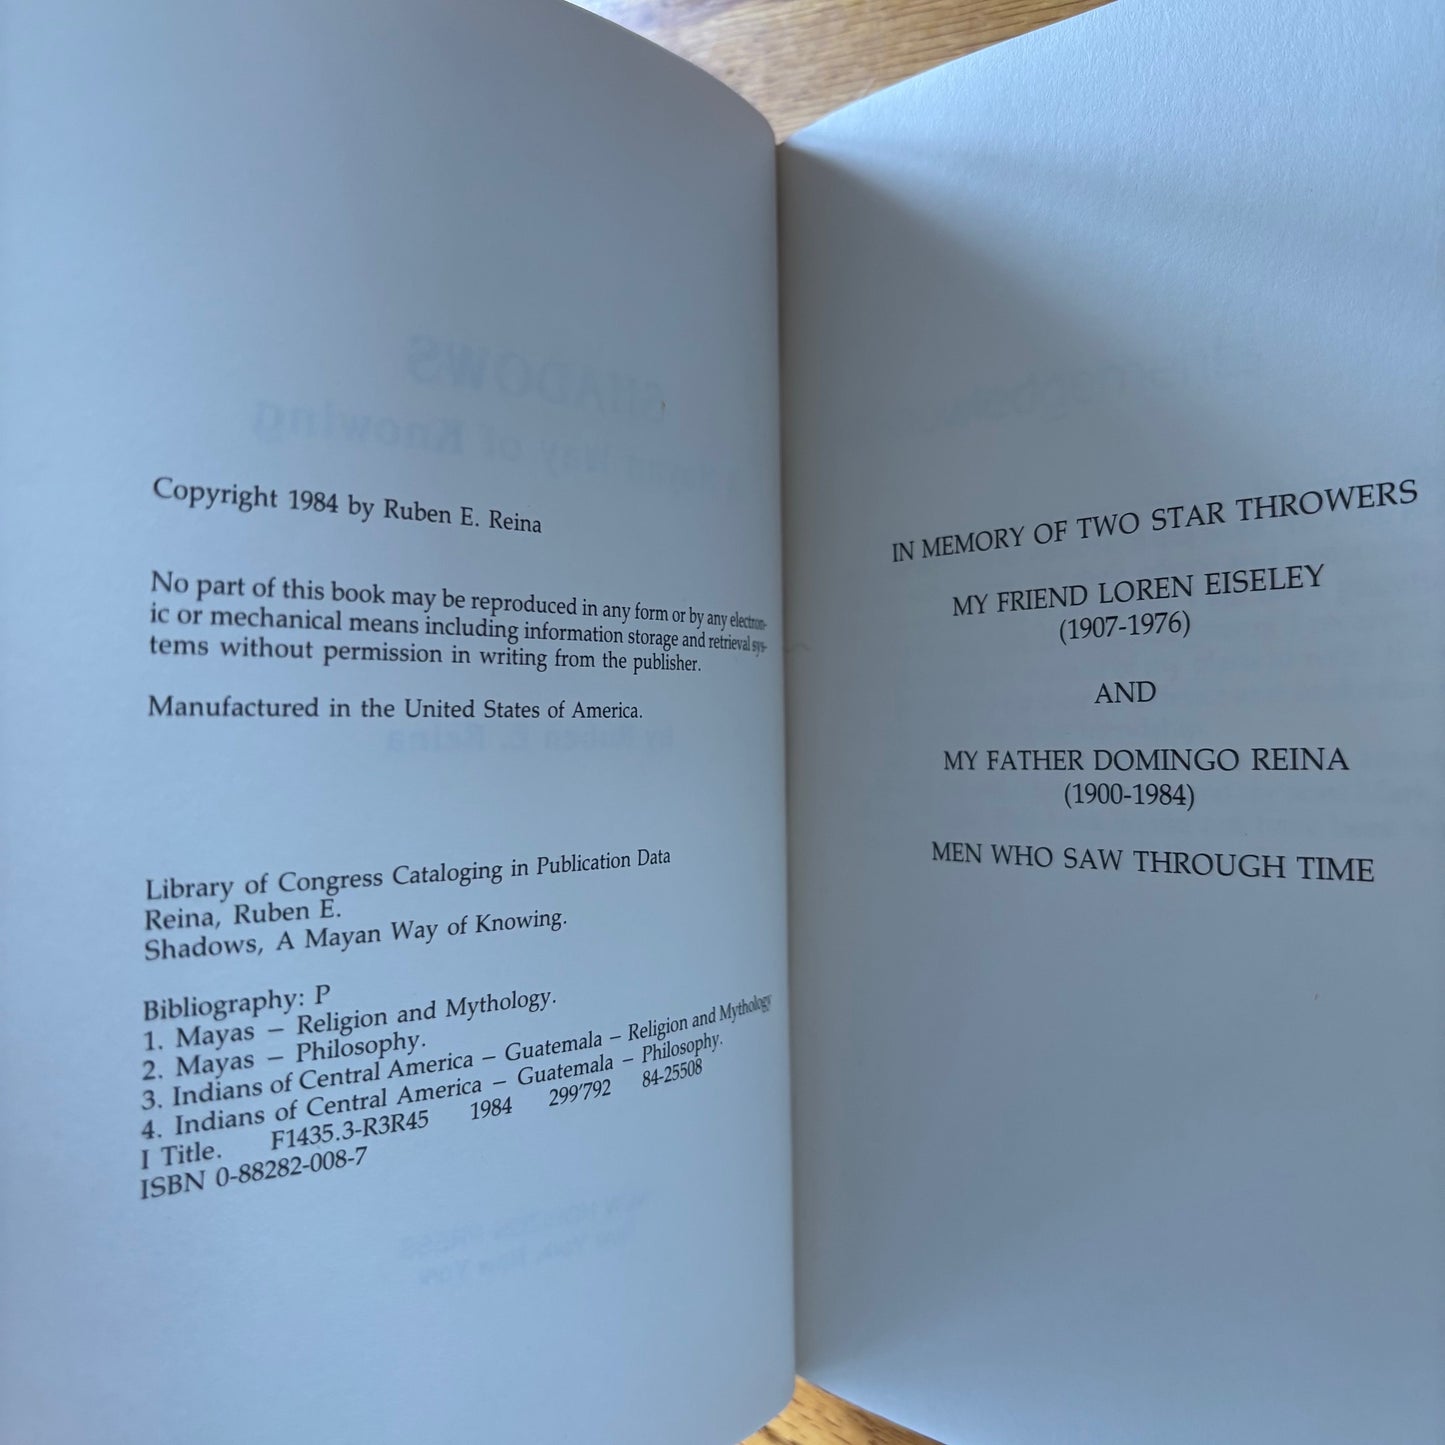 Copyright 1984 by Ruben E. Reina
No part of this book may be reproduced in any form or by any electron-
ic or mechanical means including information storage and retrieval sys-
tems without permission in writing from the publisher.
Manufactured in the United States of America.
Library of Congress Cataloging in Publication Data
Reina, Ruben E.
Shadows, A Mayan Way of Knowing.
Bibliography: P
1. Mayas – Religion and Mythology.
2. Mayas – Philosophy.
3. Indians of Central America – Guatemala – Religion and Mythology
4. Indians of Central America – Guatemala – Philosophy.
I Title. F1435.3-R3R45 1984 299'792 84-25508
ISBN 0-88282-008-7
IN MEMORY OF TWO STAR THROWERS
MY FRIEND LOREN EISELEY
(1907-1976)
AND
MY FATHER DOMINGO REINA
(1900-1984)
MEN WHO SAW THROUGH TIME